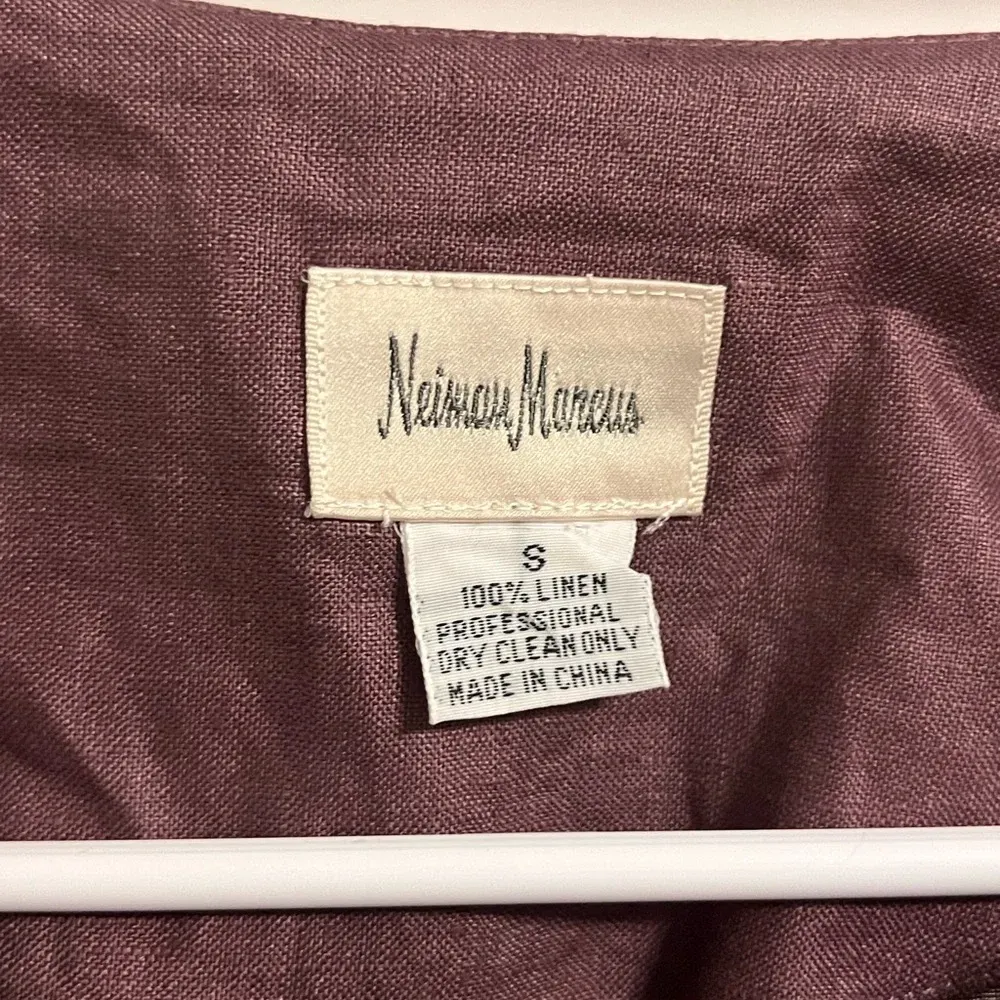 Neiman Marcus
S
100% LINEN
PROFESSIONAL
DRY CLEAN ONLY
MADE IN CHINA